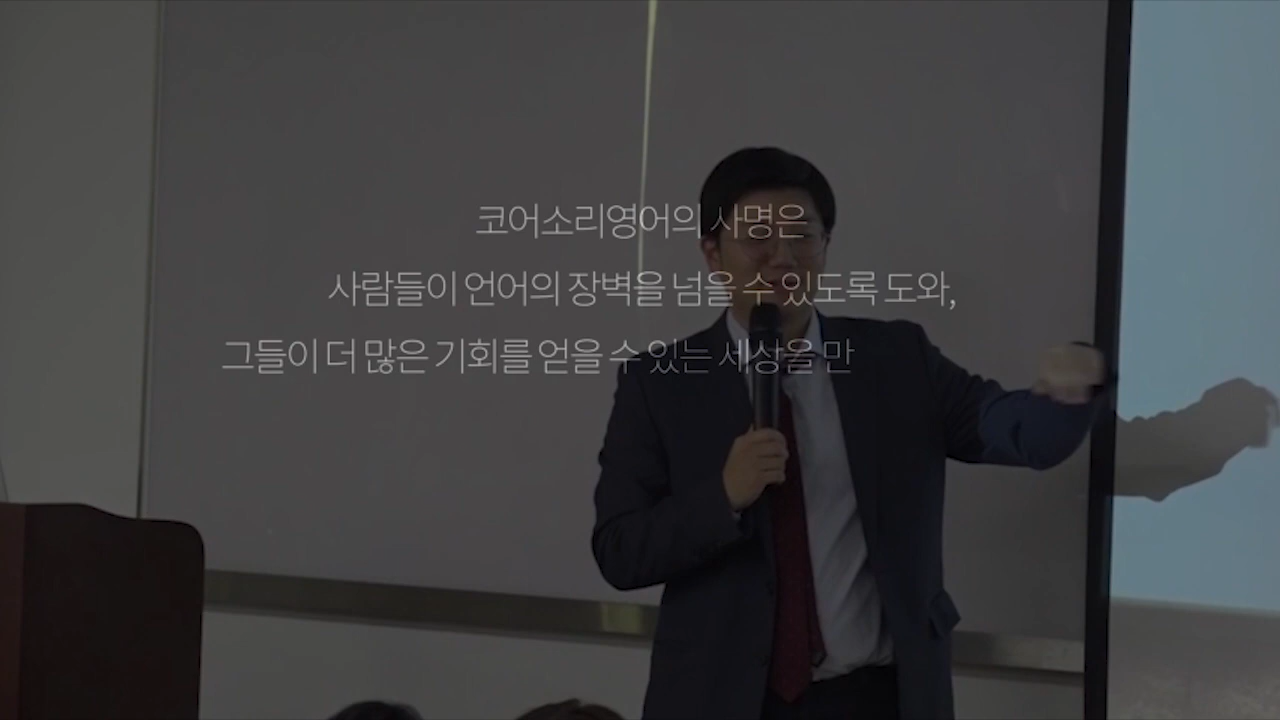 코어소리영어의 사명은
사람들이 언어의 장벽을 넘을 수 있도록 도와,
그들이 더 많은 기회를 얻을 수 있는 세상을 만